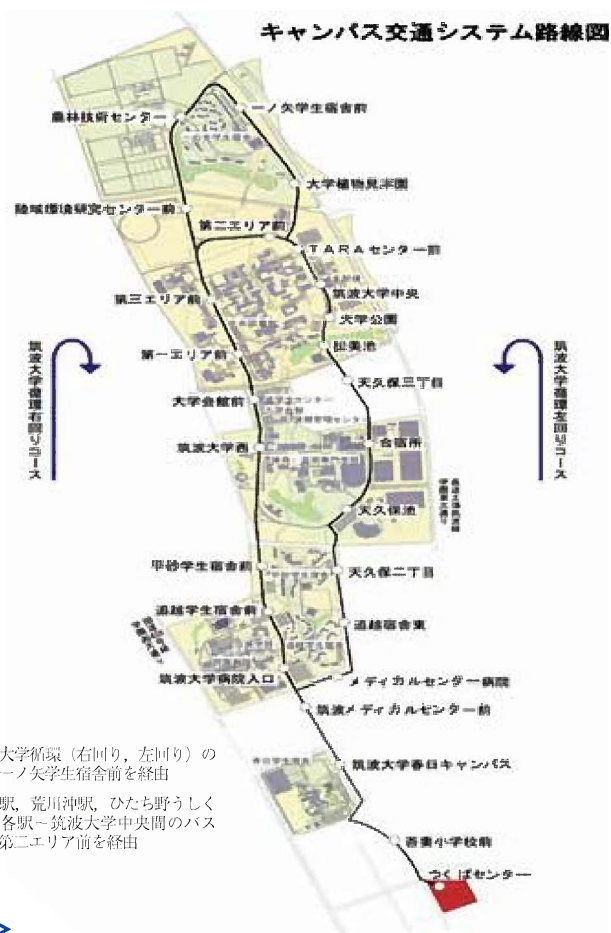 キャンパス交通システム路線図
一ノ矢学生宿舎前
農林技術センター
大学植物見本園
陸域環境研究センター前
第二エリア前
TARAセンター前
筑波大学中央
第三エリア前
大学公園
松美池
第一エリア前
天久保三丁目
大学会館前
筑波大学西
合宿所
天久保池
平砂学生宿舎前
天久保二丁目
追越学生宿舎前
追越宿舎東
筑波大学病院入口
メディカルセンター病院
筑波メディカルセンター前
筑波大学春日キャンパス
吾妻小学校前
つくばセンター
筑波大学循環右回りコース
筑波大学循環左回りコース
大学循環(右回り,左回り)の
一ノ矢学生宿舎前を経由
駅,荒川沖駅,ひたち野うしく
各駅~筑波大学中央間のバス
第二エリア前を経由